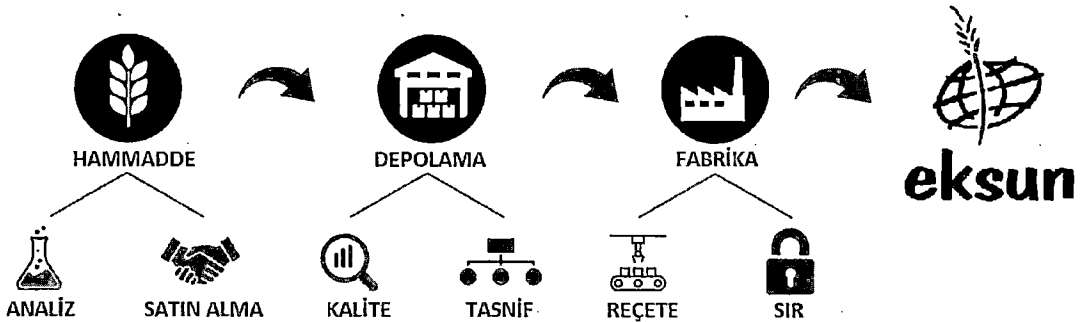 HAMMADDE
DEPOLAMA
FABRİKA
eksun
ANALİZ
SATIN ALMA
KALİTE
TASNİF
REÇETE
SIR